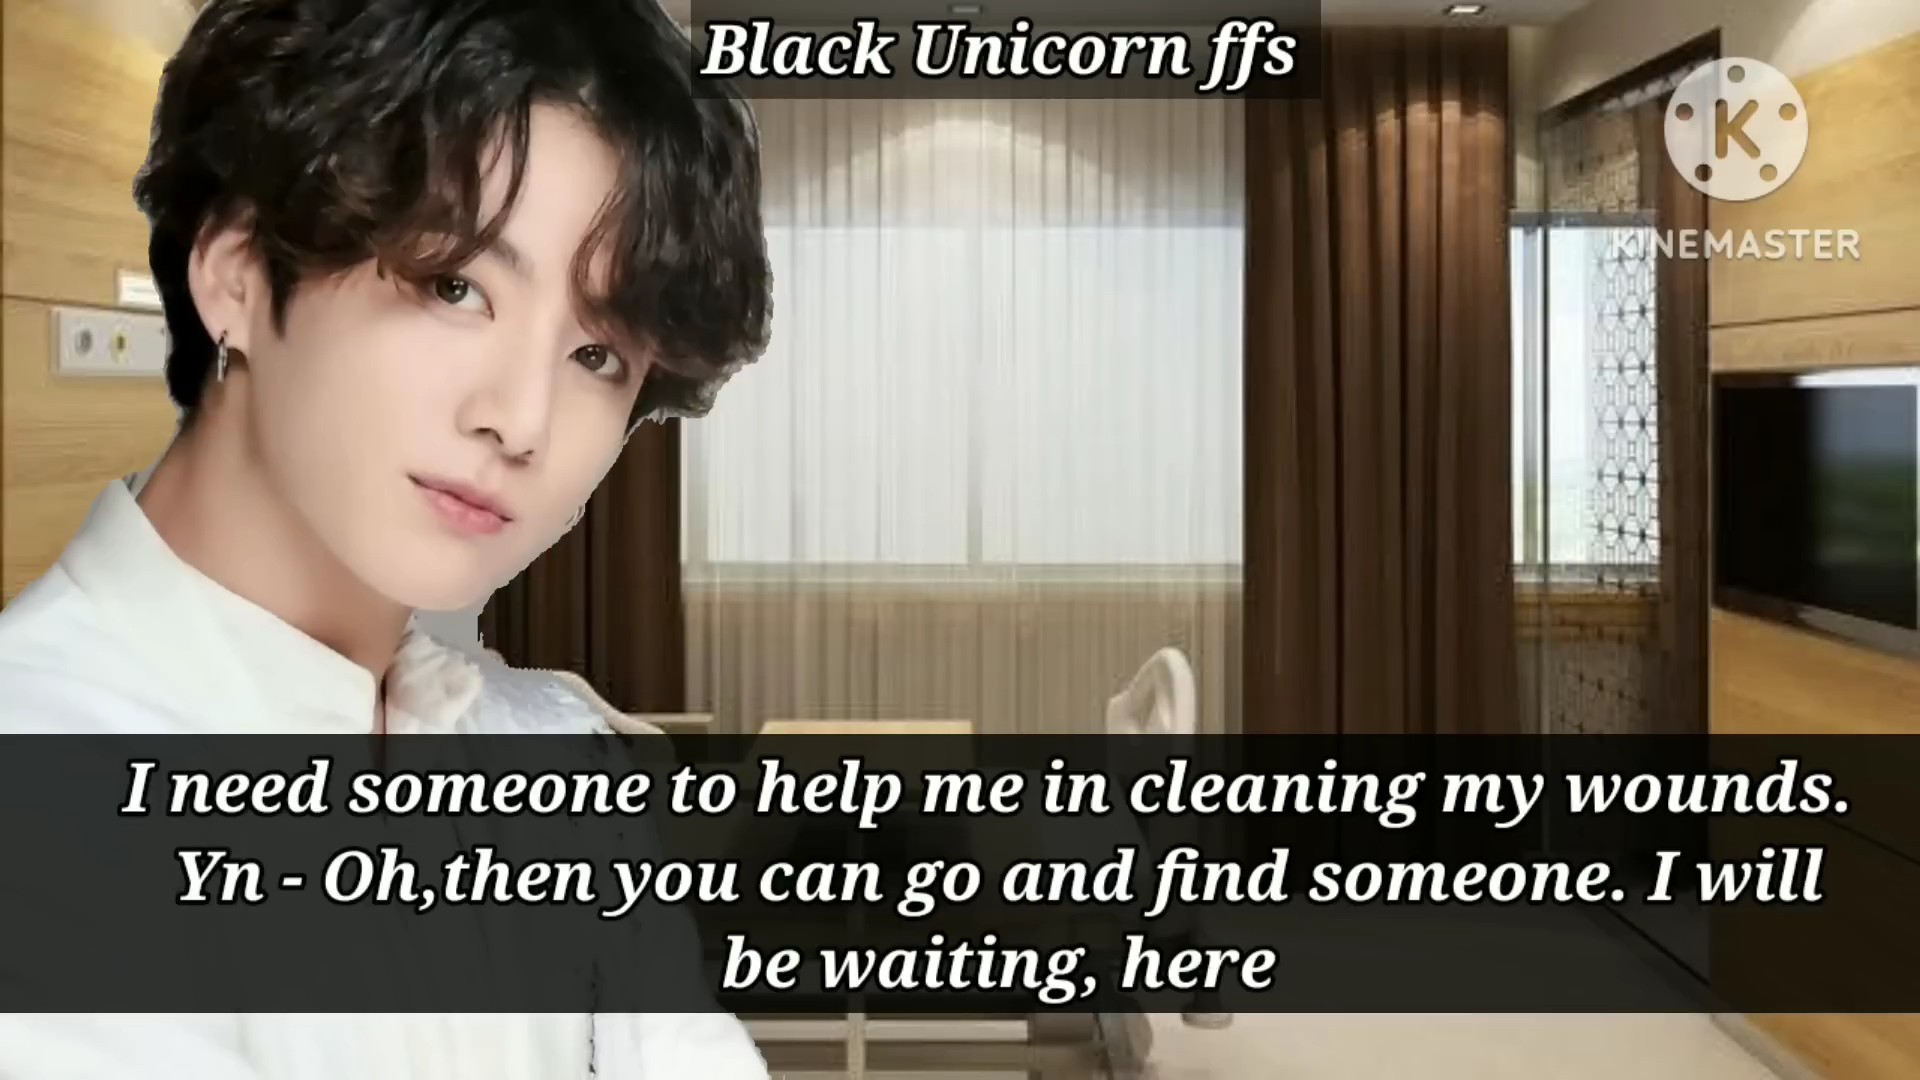 Black Unicorn ffs
K
KINEMASTER
I need someone to help me in cleaning my wounds.
Yn - Oh,then you can go and find someone. I will
be waiting, here